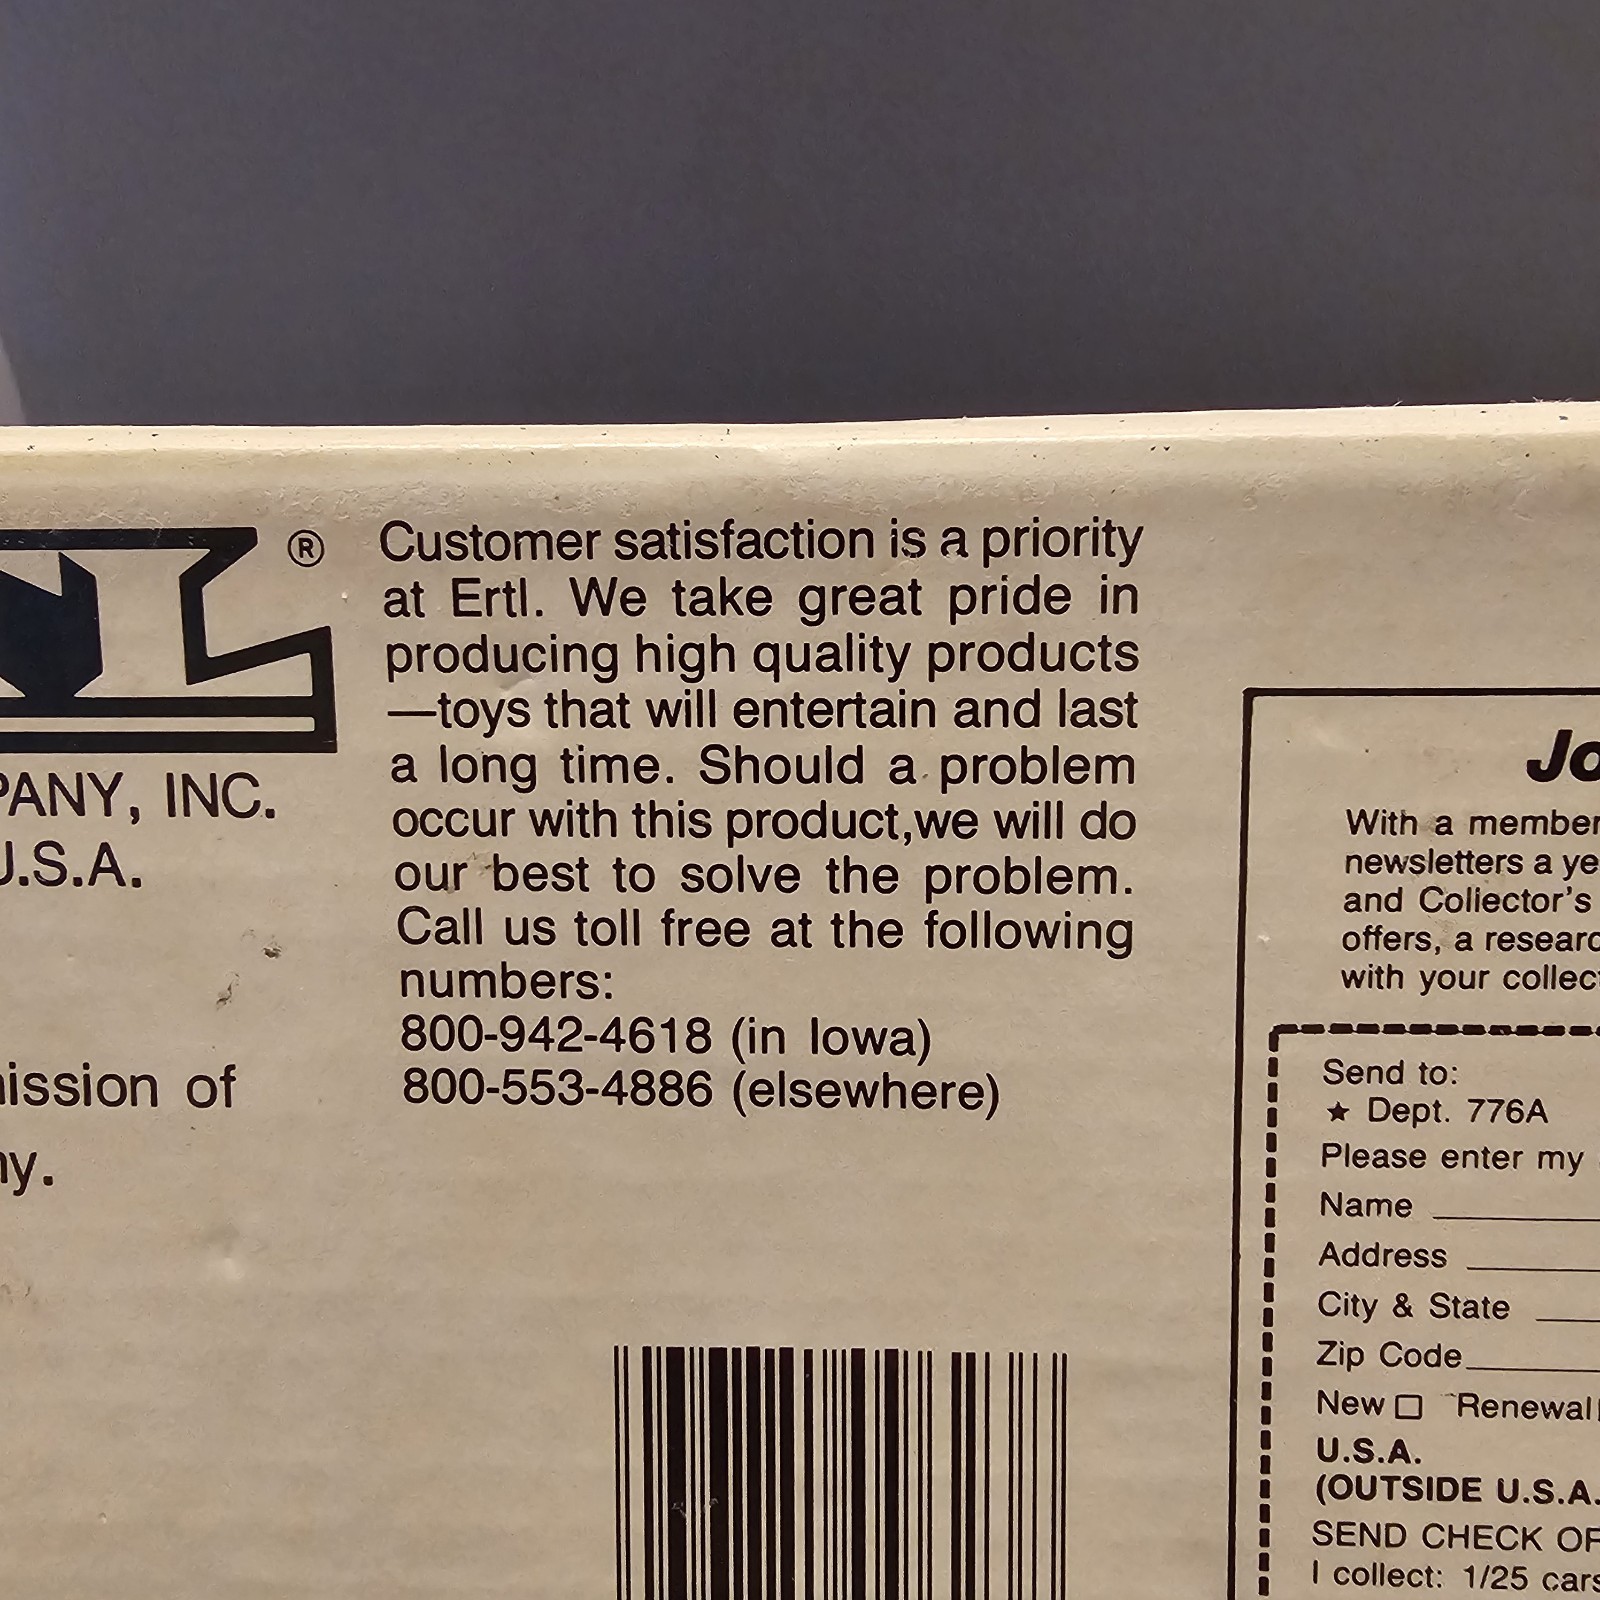 ®
PANY, INC.
U.S.A.
ission of
ny.
Customer satisfaction is a priority
at Ertl. We take great pride in
producing high quality products
—toys that will entertain and last
a long time. Should a problem
occur with this product,we will do
our best to solve the problem.
Call us toll free at the following
numbers:
800-942-4618 (in Iowa)
800-553-4886 (elsewhere)
Jo
With a member
newsletters a ye
and Collector's
offers, a researc
with your collec
Send to:
★ Dept. 776A
Please enter my
Name
Address
City & State
Zip Code
New □ Renewal
U.S.A.
(OUTSIDE U.S.A.
SEND CHECK OF
I collect: 1/25 cars